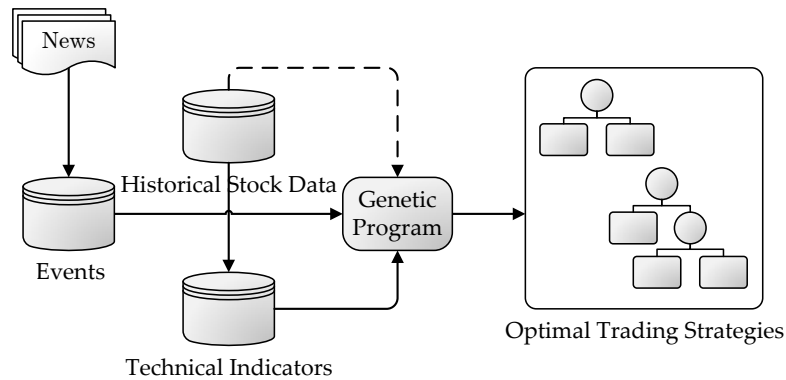 News
Historical Stock Data
Genetic
Program
Events
Optimal Trading Strategies
Technical Indicators